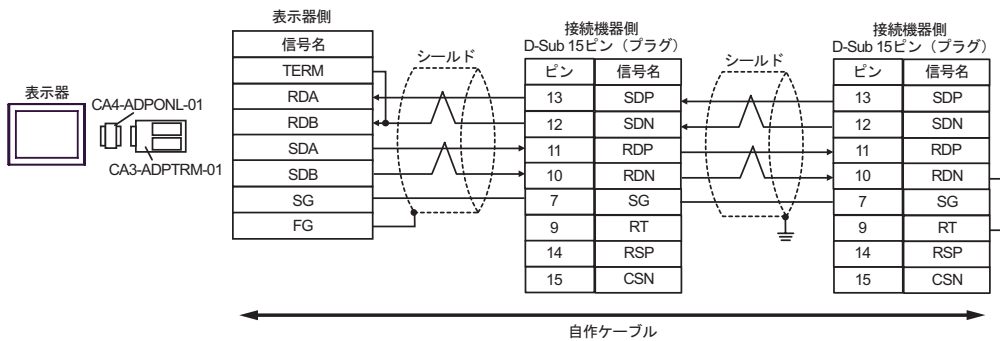 表示器
CA4-ADPONL-01
CA3-ADPTRM-01
表示器側
信号名
TERM
RDA
RDB
SDA
SDB
SG
FG
シールド
接続機器側
D-Sub 15ピン（プラグ）
ピン 信号名
13 SDP
12 SDN
11 RDP
10 RDN
7 SG
9 RT
14 RSP
15 CSN
シールド
接続機器側
D-Sub 15ピン（プラグ）
ピン 信号名
13 SDP
12 SDN
11 RDP
10 RDN
7 SG
9 RT
14 RSP
15 CSN
自作ケーブル